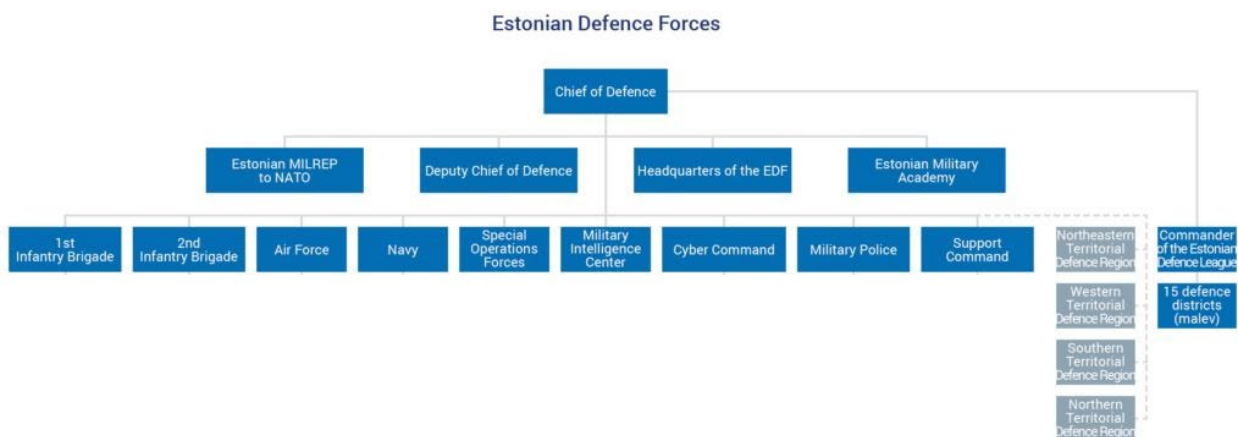 Estonian Defence Forces
Chief of Defence
Estonian MILREP
to NATO
Deputy Chief of Defence
Headquarters of the EDF
Estonian Military
Academy
1st
Infantry Brigade
2nd
Infantry Brigade
Air Force
Navy
Special
Operations
Forces
Military
Intelligence
Center
Cyber Command
Military Police
Support
Command
Northeastern
Territorial
Defence Region
Western
Territorial
Defence Region
Southern
Territorial
Defence Region
Northern
Territorial
Defence Region
Commander
of the Estonian
Defence League
15 defence
districts
(malev)